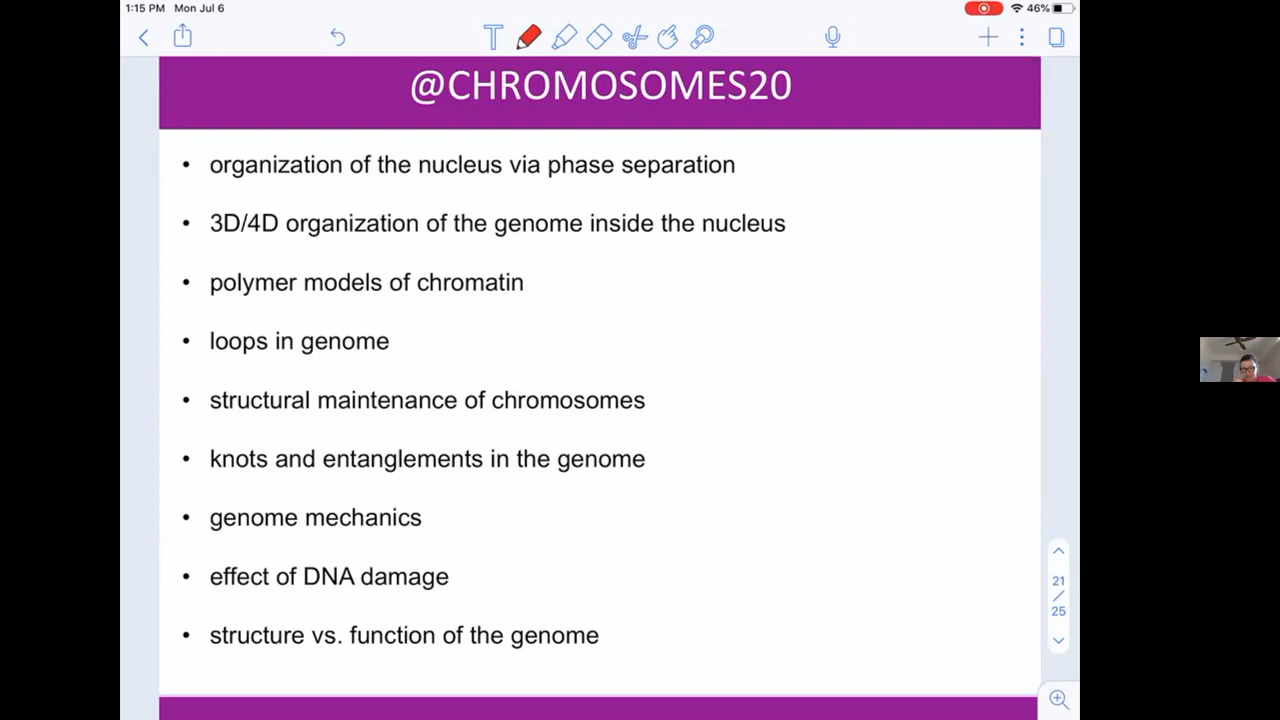 1:15 PM Mon Jul 6
46%
T
@CHROMOSOMES20
• organization of the nucleus via phase separation
• 3D/4D organization of the genome inside the nucleus
• polymer models of chromatin
• loops in genome
• structural maintenance of chromosomes
• knots and entanglements in the genome
• genome mechanics
• effect of DNA damage
• structure vs. function of the genome
21
/
25